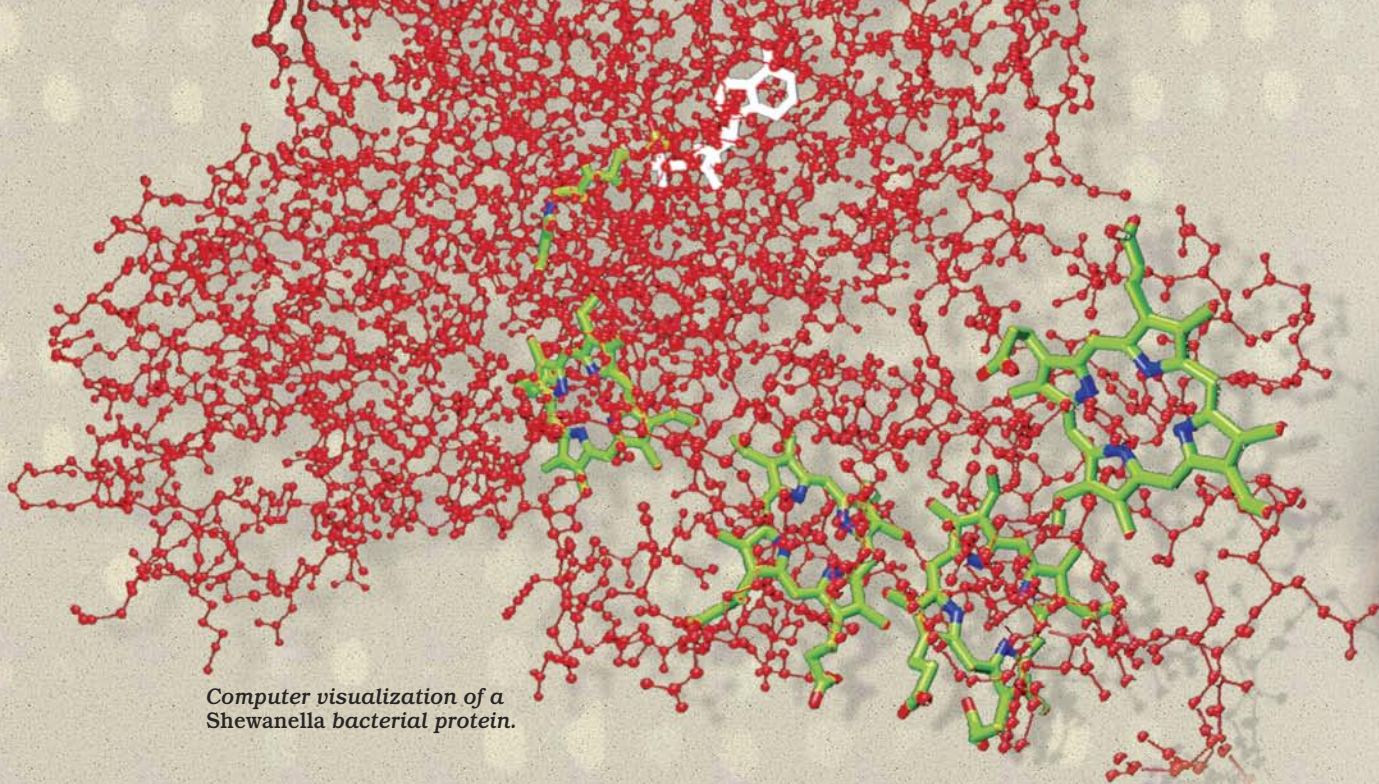 Computer visualization of a
Shewanella bacterial protein.